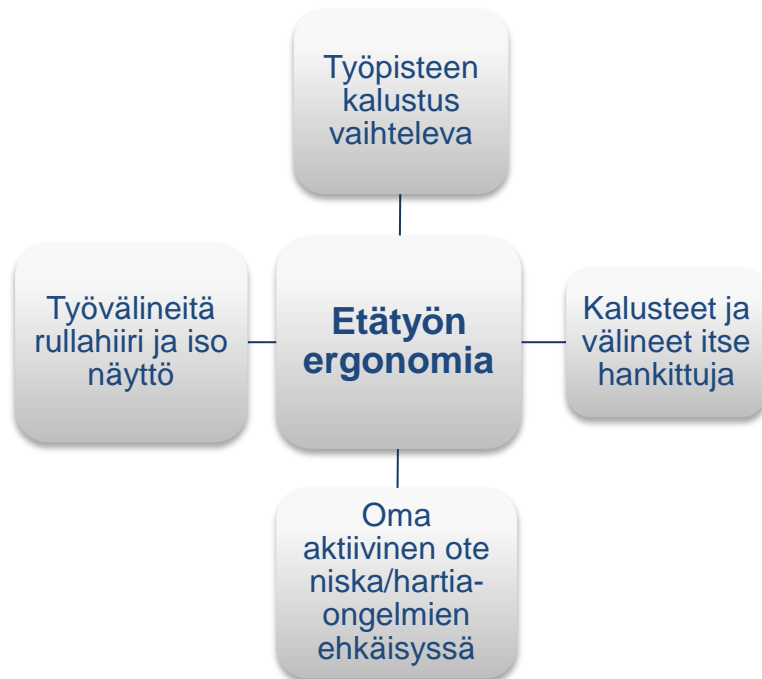 Työpisteen
kalustus
vaihteleva
Työvälineitä
rullahiiri ja iso
näyttö
Etätyön
ergonomia
Kalusteet ja
välineet itse
hankittuja
Oma
aktiivinen ote
niska/hartia-
ongelmien
ehkäisyssä